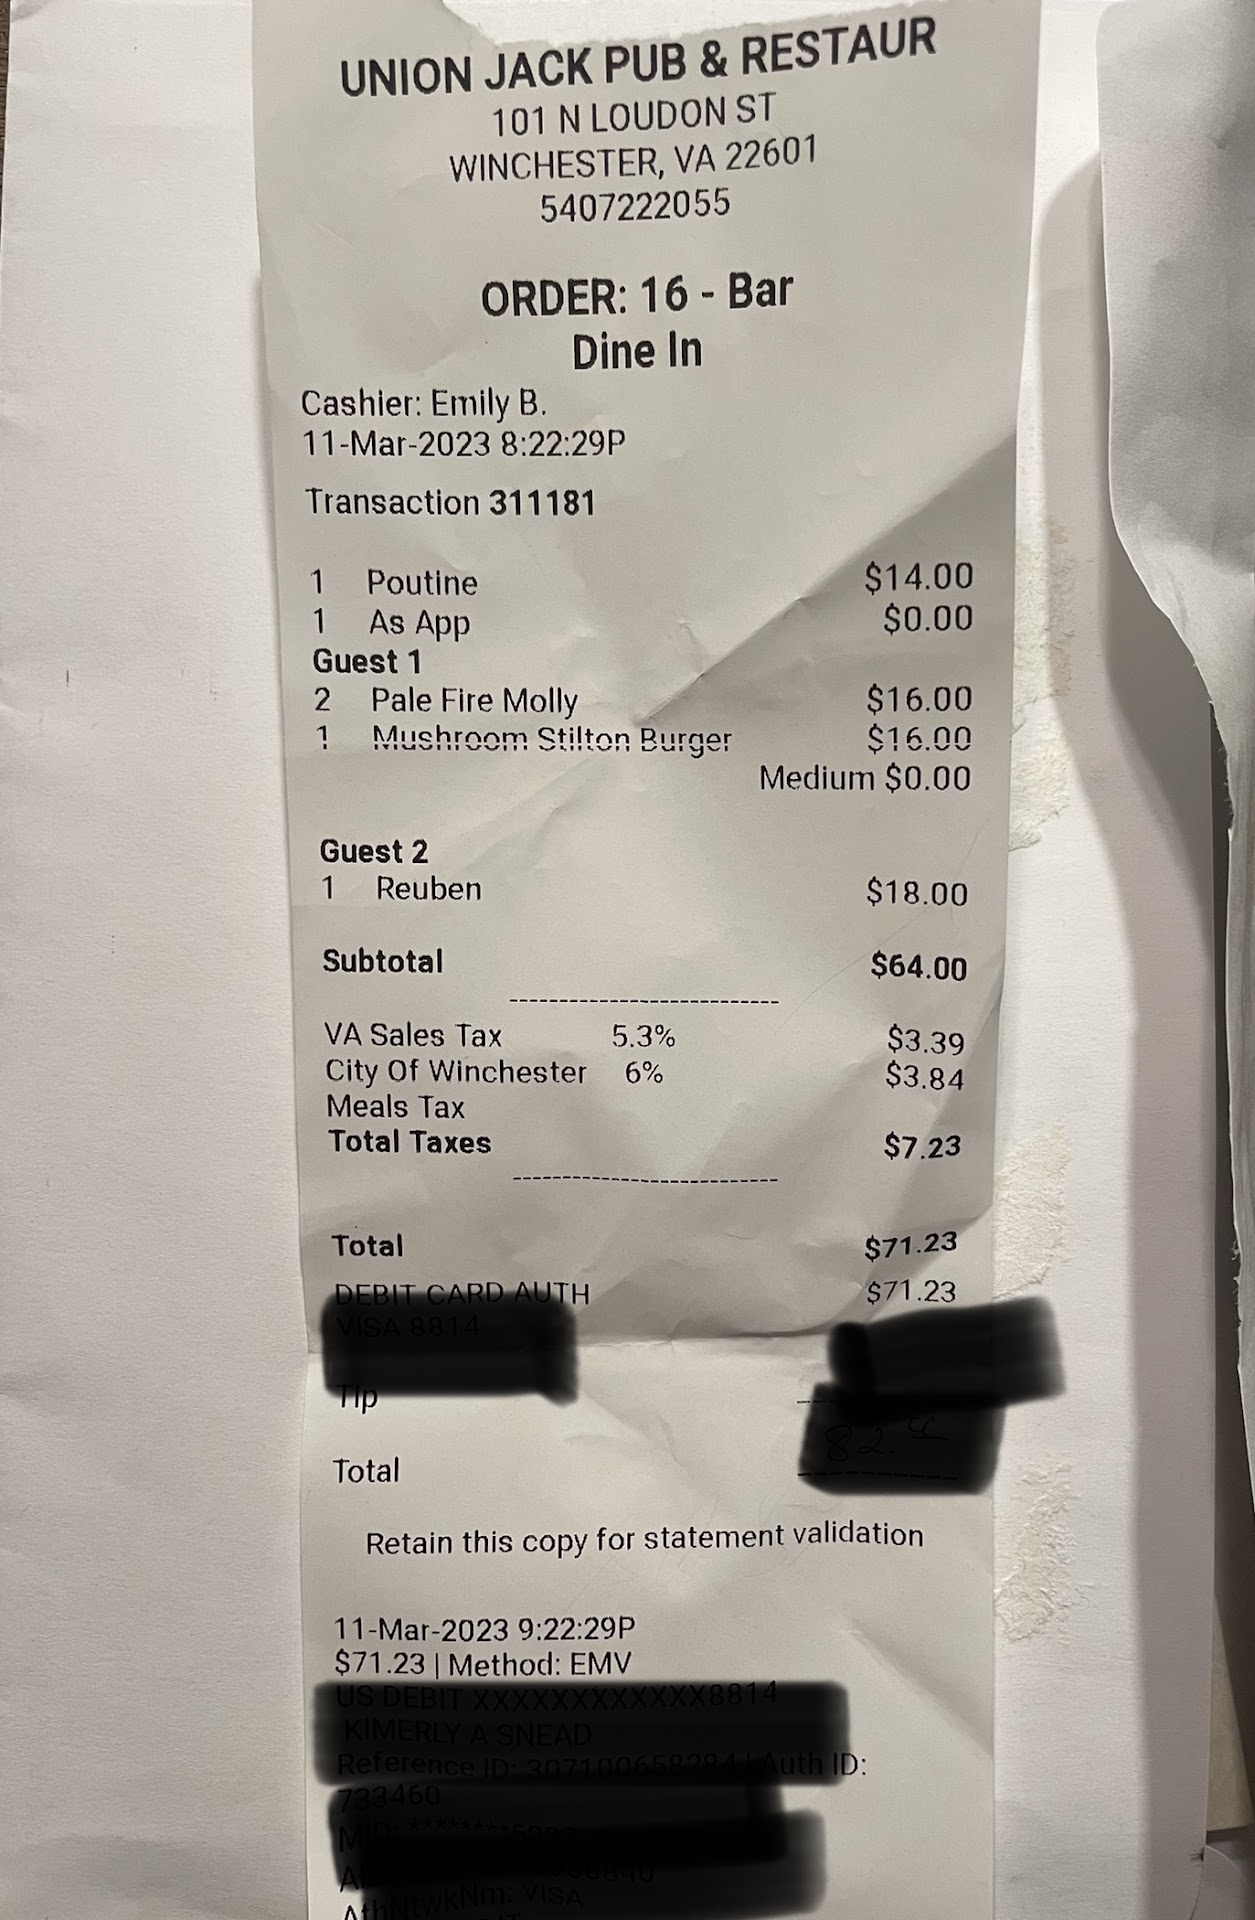 UNION JACK PUB & RESTAUR
101 N LOUDON ST
WINCHESTER, VA 22601
5407222055
ORDER: 16 - Bar
Dine In
Cashier: Emily B.
11-Mar-2023 8:22:29P
Transaction 311181
1 Poutine $14.00
1 As App $0.00
Guest 1
2 Pale Fire Molly $16.00
1 Mushroom Stilton Burger $16.00
Medium $0.00
Guest 2
1 Reuben $18.00
Subtotal $64.00
VA Sales Tax 5.3% $3.39
City Of Winchester 6% $3.84
Meals Tax
Total Taxes $7.23
Total $71.23
DEBIT CARD AUTH $71.23
Tip
Total
Retain this copy for statement validation
11-Mar-2023 9:22:29P
$71.23 | Method: EMV
Auth ID: